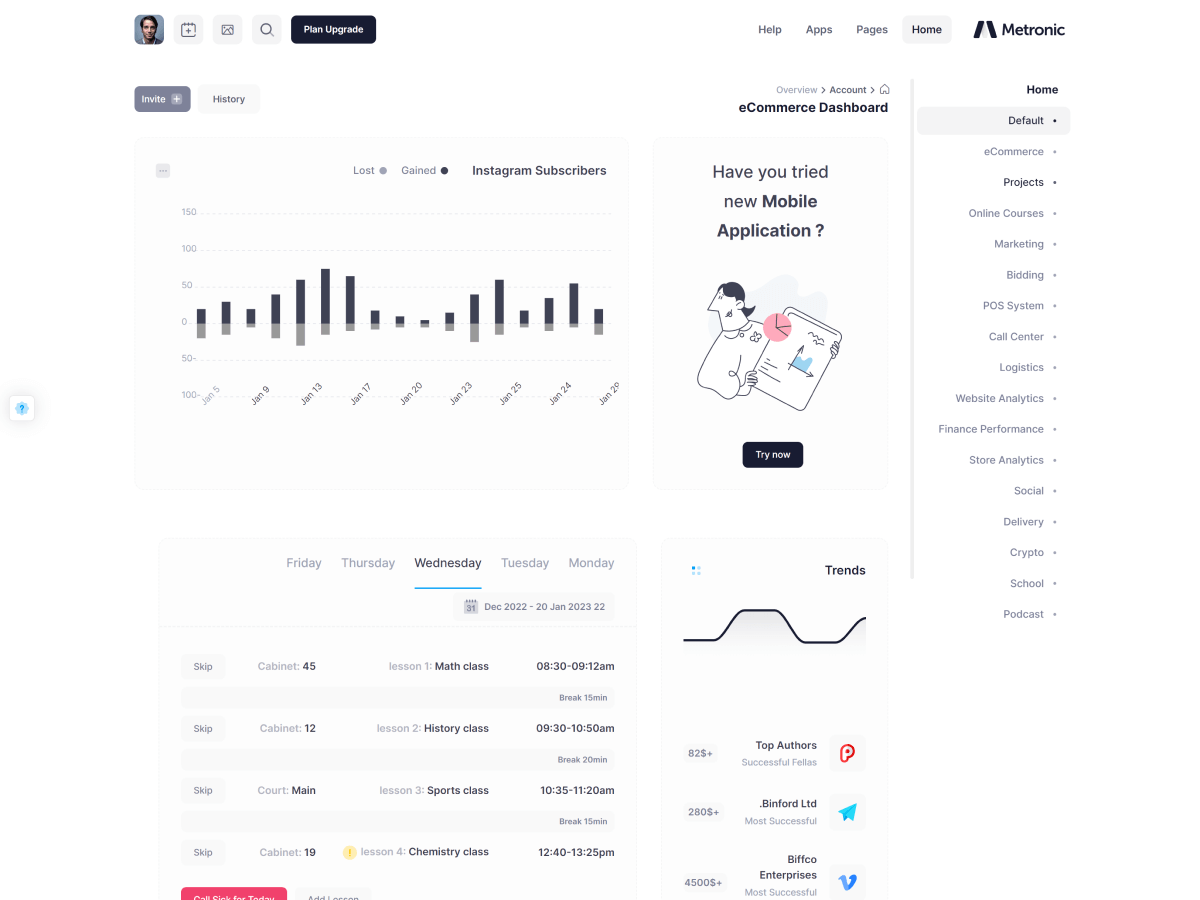 Metronic
Home
Pages
Apps
Help
Plan Upgrade
Home
Default
eCommerce
Projects
Online Courses
Marketing
Bidding
POS System
Call Center
Logistics
Website Analytics
Finance Performance
Store Analytics
Social
Delivery
Crypto
School
Podcast
Overview > Account >
eCommerce Dashboard
Invite
History
Have you tried
new Mobile
Application ?
Try now
Instagram Subscribers
Gained
Lost
150
100
50
0
50-
100-
Jan 5
Jan 9
Jan 13
Jan 17
Jan 20
Jan 23
Jan 25
Jan 24
Trends
Top Authors
Successful Fellas
82$+
.Binford Ltd
Most Successful
280$+
Biffco
Enterprises
Most Successful
4500$+
Friday Thursday Wednesday Tuesday Monday
31 Dec 2022 - 20 Jan 2023 22
Skip Cabinet: 45 lesson 1: Math class 08:30-09:12am
Break 15min
Skip Cabinet: 12 lesson 2: History class 09:30-10:50am
Break 20min
Skip Court: Main lesson 3: Sports class 10:35-11:20am
Break 15min
Skip Cabinet: 19 lesson 4: Chemistry class 12:40-13:25pm
Call Sick for Today
Add Lesson